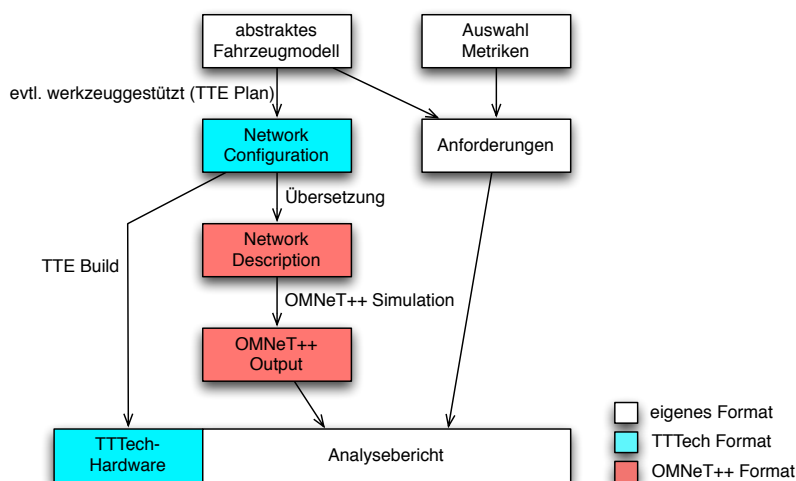 abstraktes
Fahrzeugmodell
Auswahl
Metriken
evtl. werkzeuggestützt (TTE Plan)
Network
Configuration
Anforderungen
Übersetzung
Network
Description
TTE Build
OMNeT++ Simulation
OMNeT++
Output
TTTech-
Hardware
Analysebericht
eigenes Format
TTTech Format
OMNeT++ Format